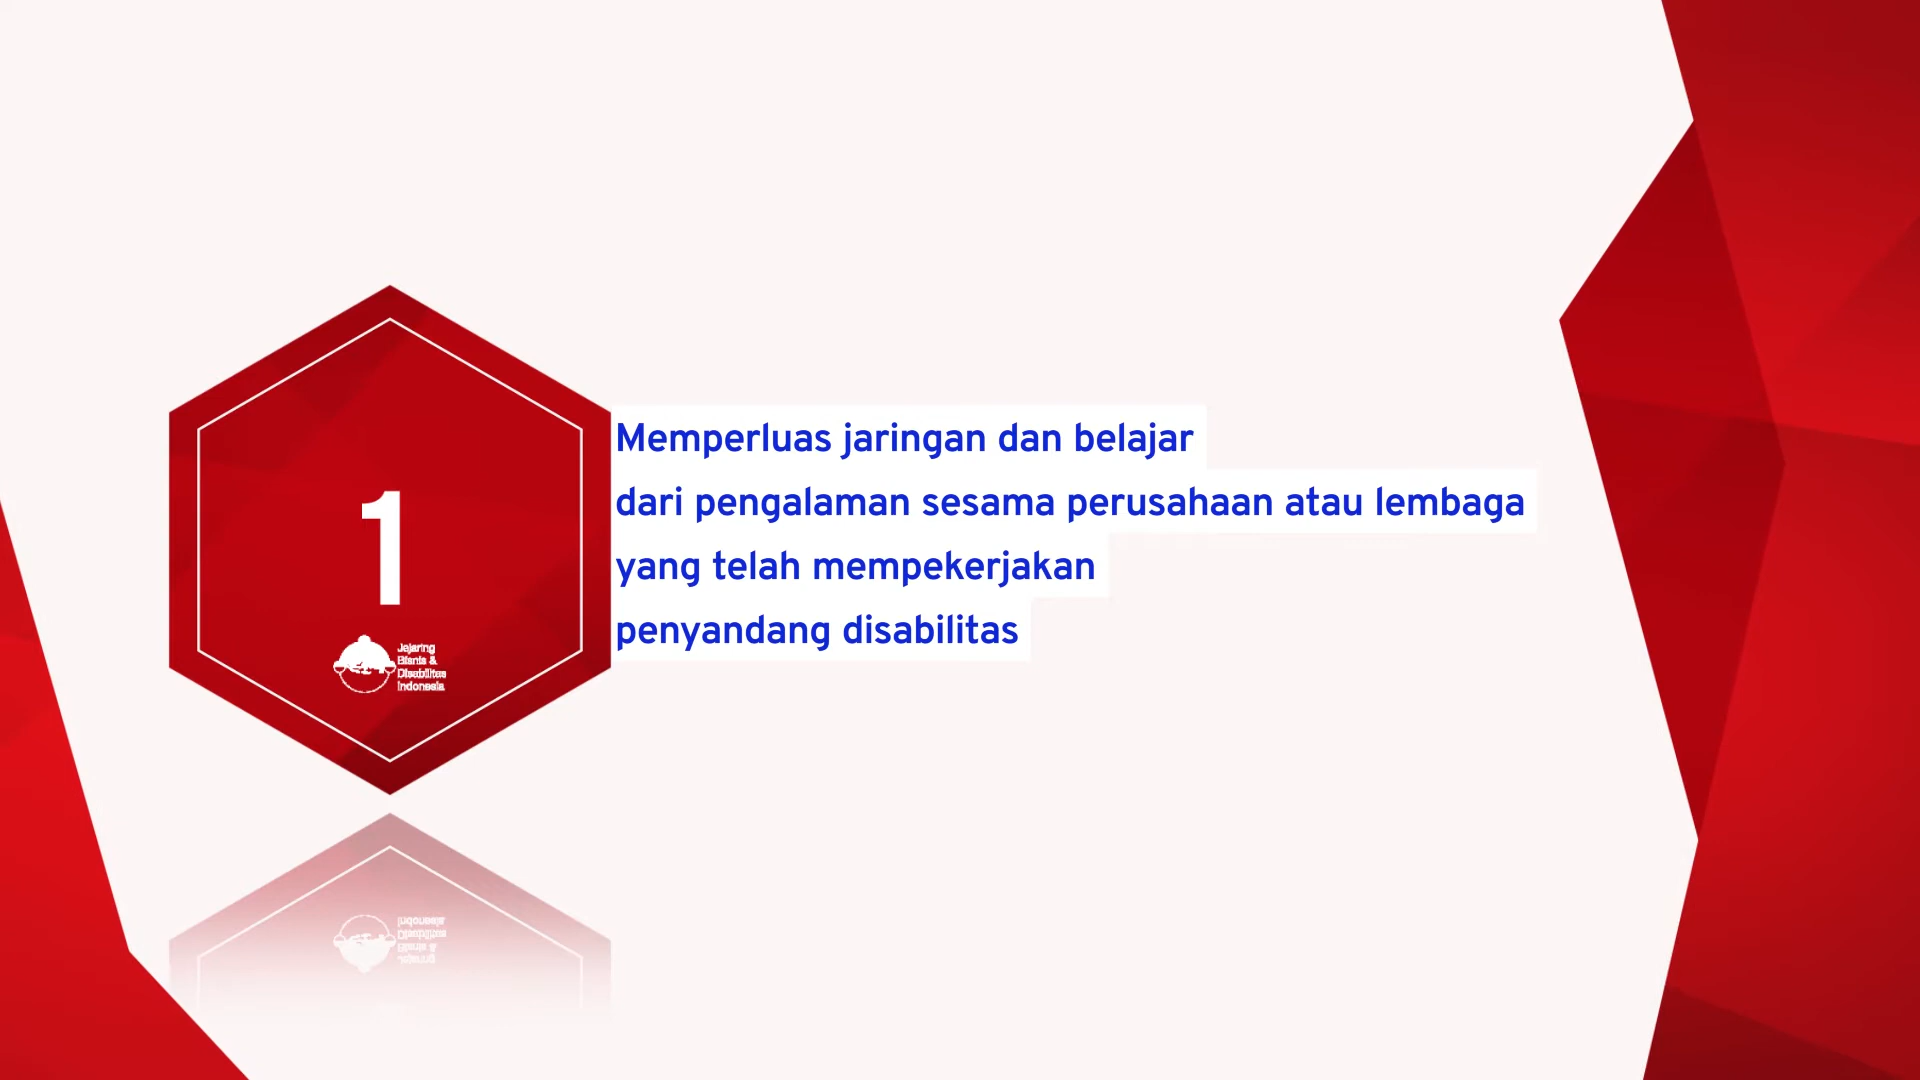 1
Jejaring
Bisnis &
Disabilitas
Indonesia
Memperluas jaringan dan belajar
dari pengalaman sesama perusahaan atau lembaga
yang telah mempekerjakan
penyandang disabilitas